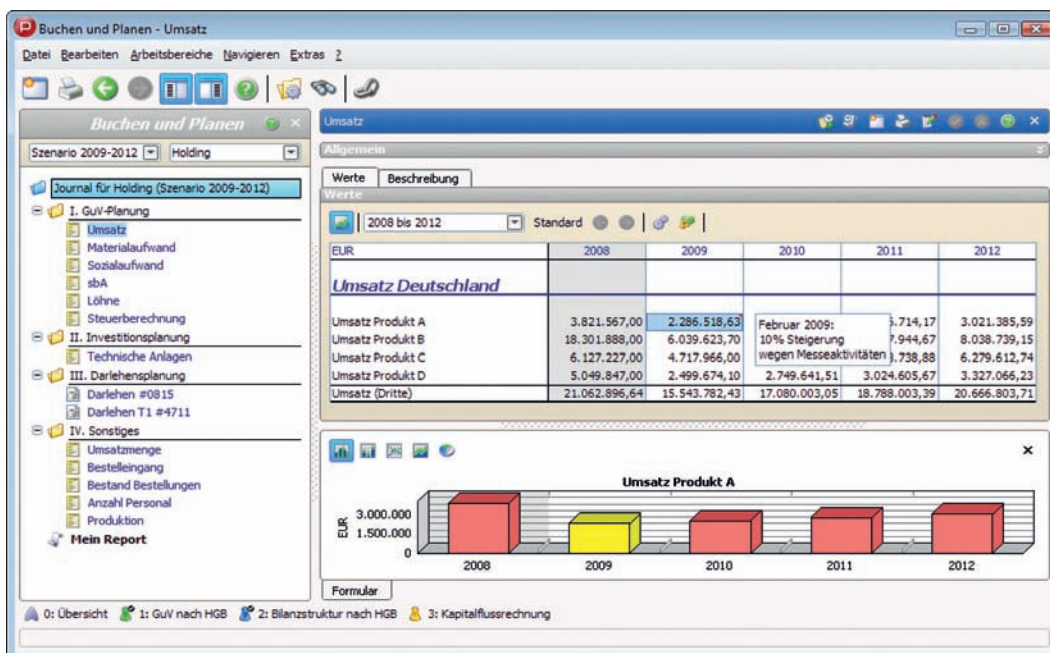 Buchen und Planen - Umsatz
Datei Bearbeiten Arbeitsbereiche Navigieren Extras ?
Buchen und Planen
Szenario 2009-2012 Holding
Journal für Holding (Szenario 2009-2012)
I. GuV-Planung
Umsatz
Materialaufwand
Sozialaufwand
sbA
Löhne
Steuerberechnung
II. Investitionsplanung
Technische Anlagen
III. Darlehensplanung
Darlehen #0815
Darlehen T1 #4711
IV. Sonstiges
Umsatzmenge
Bestelleingang
Bestand Bestellungen
Anzahl Personal
Produktion
Mein Report
Umsatz
Allgemein
Werte Beschreibung
Werte
2008 bis 2012 Standard
EUR 2008 2009 2010 2011 2012
Umsatz Deutschland
Umsatz Produkt A 3.821.567,00 2.286.518,63 5.714,17 3.021.385,59
Umsatz Produkt B 18.301.888,00 6.039.623,70 7.944,67 8.038.739,15
Umsatz Produkt C 6.127.227,00 4.717.966,00 3.738,88 6.279.612,74
Umsatz Produkt D 5.049.847,00 2.499.674,10 2.749.641,51 3.024.605,67 3.327.066,23
Umsatz (Dritte) 21.062.896,64 15.543.782,43 17.080.003,05 18.788.003,39 20.666.803,71
Februar 2009:
10% Steigerung
wegen Messeaktivitäten
Umsatz Produkt A
EUR
3.000.000
1.500.000
0
2008 2009 2010 2011 2012
Formular
0: Übersicht 1: GuV nach HGB 2: Bilanzstruktur nach HGB 3: Kapitalflussrechnung